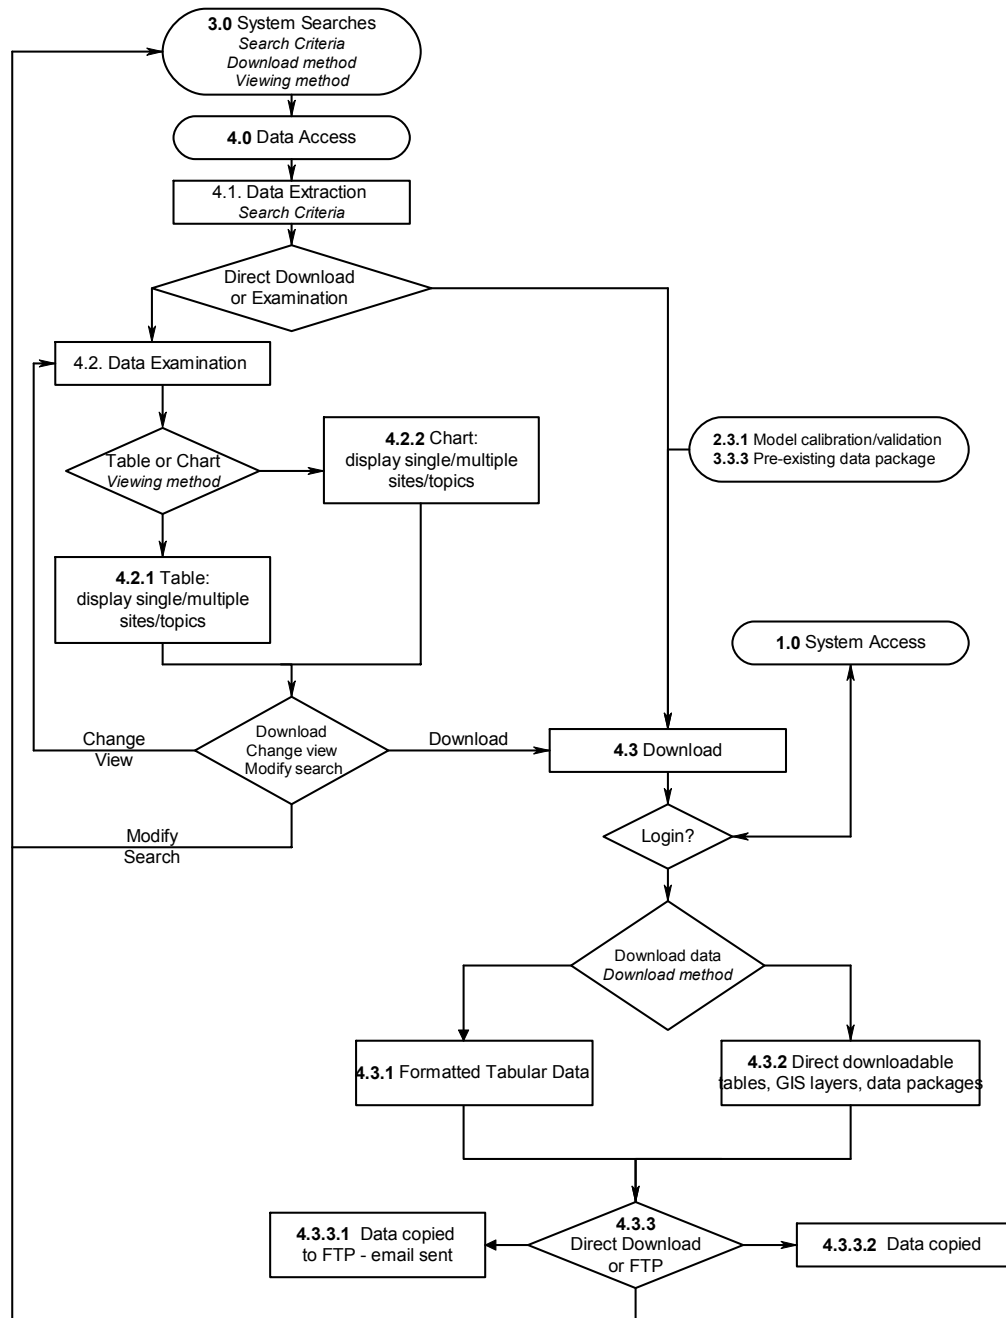 3.0 System Searches
Search Criteria
Download method
Viewing method
4.0 Data Access
4.1. Data Extraction
Search Criteria
Direct Download
or Examination
4.2. Data Examination
Table or Chart
Viewing method
4.2.2 Chart:
display single/multiple
sites/topics
2.3.1 Model calibration/validation
3.3.3 Pre-existing data package
4.2.1 Table:
display single/multiple
sites/topics
1.0 System Access
Change
View
Download
Change view
Modify search
Download
4.3 Download
Modify
Search
Login?
Download data
Download method
4.3.1 Formatted Tabular Data
4.3.2 Direct downloadable
tables, GIS layers, data packages
4.3.3.1 Data copied
to FTP - email sent
4.3.3
Direct Download
or FTP
4.3.3.2 Data copied